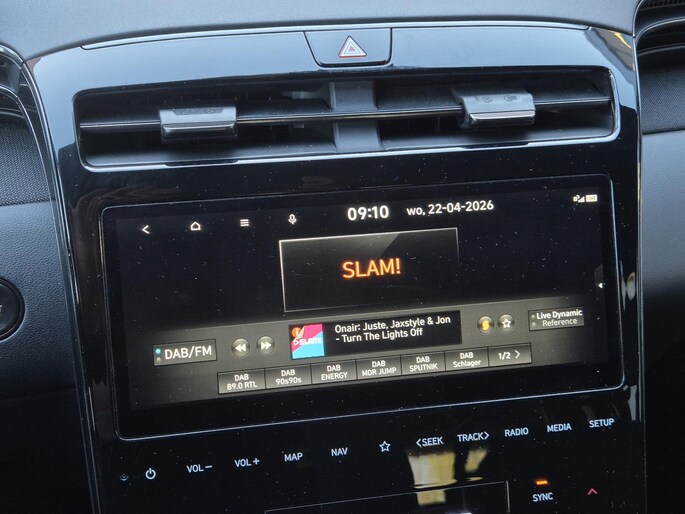 09:10 wo, 22-04-2026
SLAM!
DAB/FM
Onair: Juste, Jaxstyle & Jon
- Turn The Lights Off
Live Dynamic
Reference
DAB
89.0 RTL
DAB
90s90s
DAB
ENERGY
DAB
MDR JUMP
DAB
SPUTNIK
DAB
Schlager
1/2 >
VOL−
VOL+
MAP
NAV
<SEEK
TRACK>
RADIO
MEDIA
SETUP
SYNC